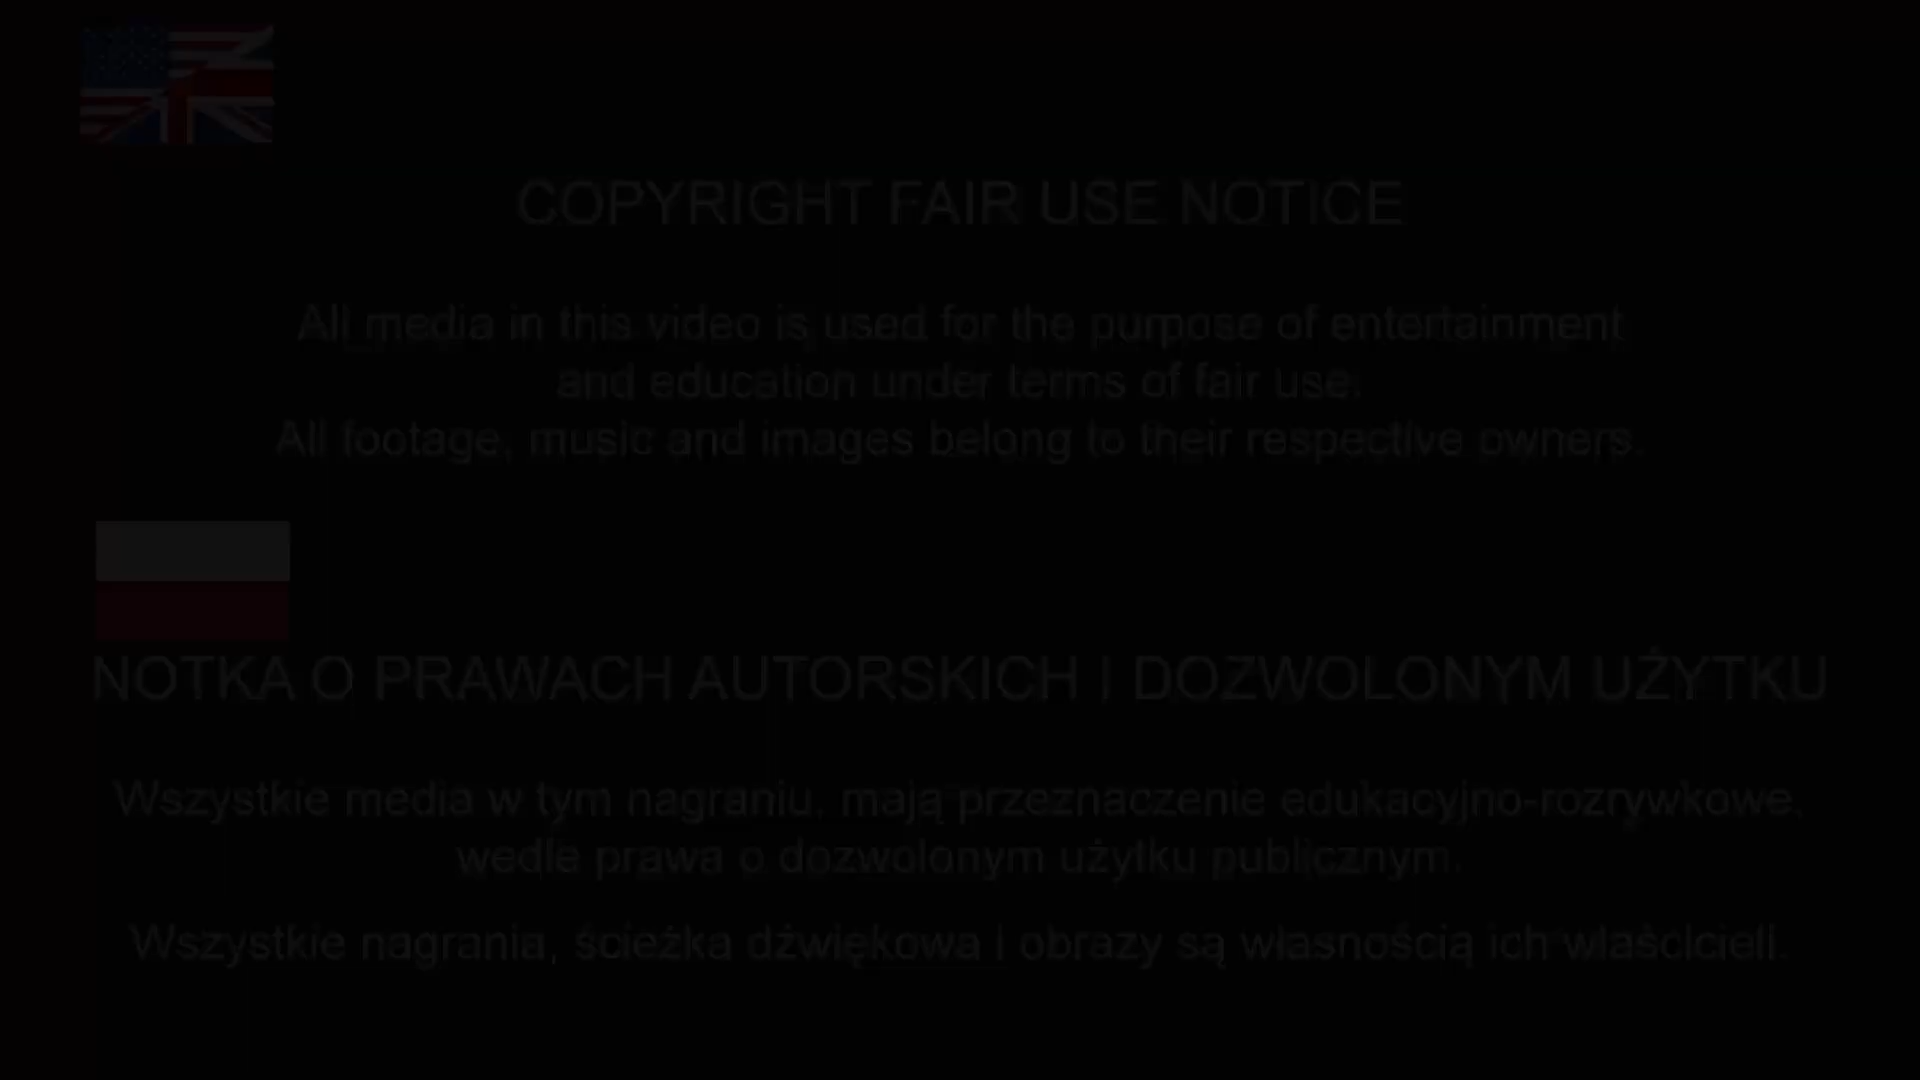 COPYRIGHT FAIR USE NOTICE
All media in this video is used for the purpose of entertainment
and education under terms of fair use.
All footage, music and images belong to their respective owners.
NOTKA O PRAWACH AUTORSKICH I DOZWOLONYM UŻYTKU
Wszystkie media w tym nagraniu, mają przeznaczenie edukacyjno-rozrywkowe,
wedle prawa o dozwolonym użytku publicznym.
Wszystkie nagrania, ścieżka dźwiękowa i obrazy są własnością ich właścicieli.